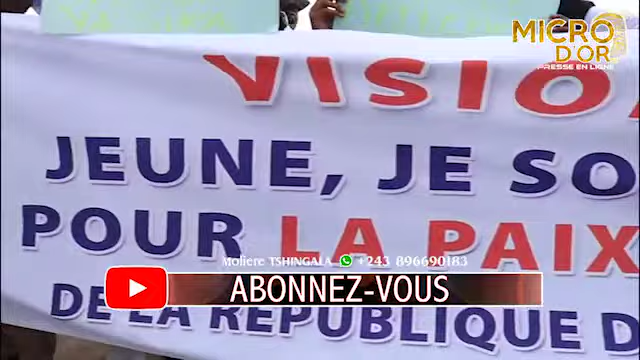 MICRO
D'OR
PRESSE EN LIGNE
VISIO
JEUNE, JE SO
POUR LA PAIX
Molière TSHINGALA +243 896690183
ABONNEZ-VOUS
DE LA REPUBLIQUE D